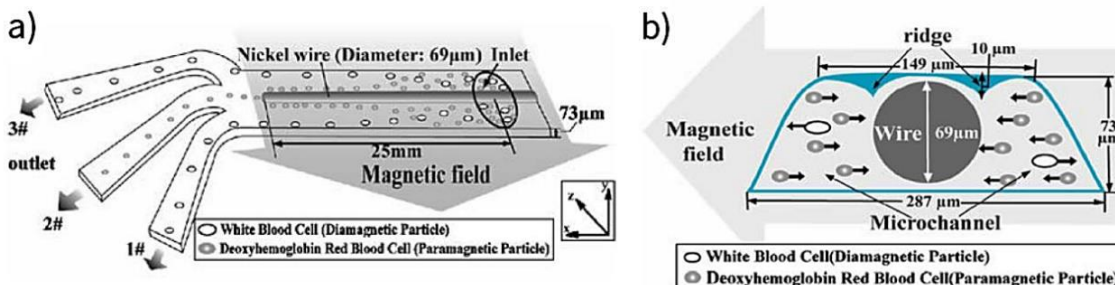 a)
Nickel wire (Diameter: 69μm) Inlet
73μm
3#
outlet
25mm
Magnetic field
2#
1#
y
z
x
White Blood Cell (Diamagnetic Particle)
Deoxyhemoglobin Red Blood Cell (Paramagnetic Particle)
b)
ridge
10 μm
149 μm
Magnetic
field
Wire
69μm
73
μm
287 μm
Microchannel
White Blood Cell(Diamagnetic Particle)
Deoxyhemoglobin Red Blood Cell(Paramagnetic Particle)